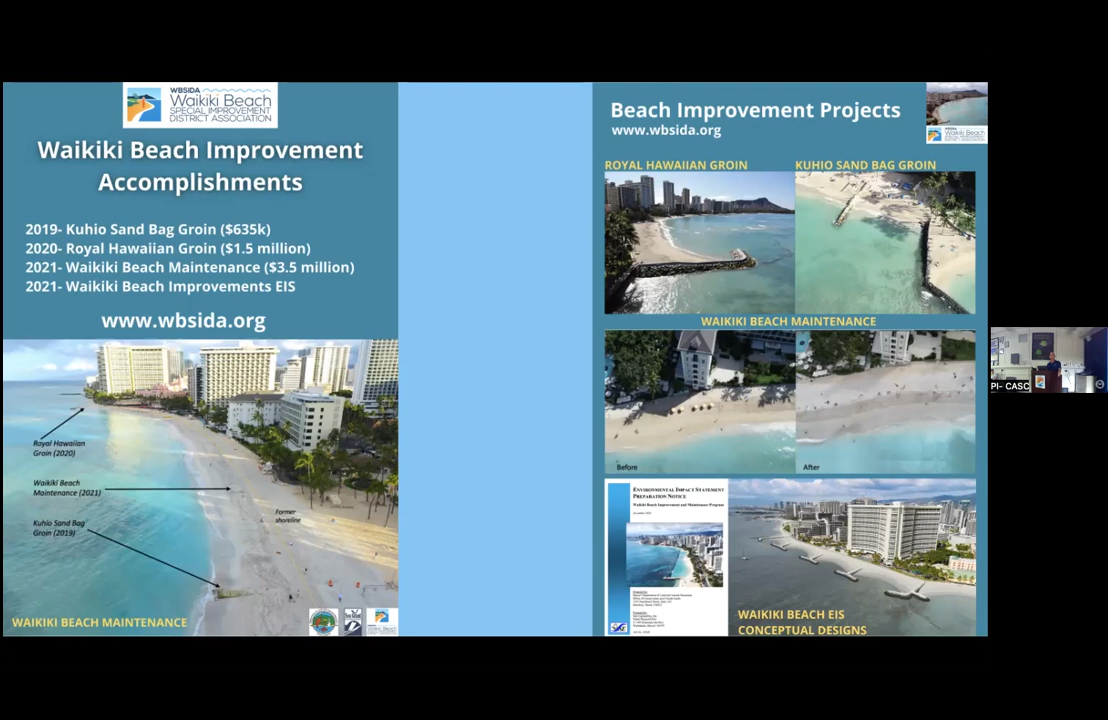 WBSIDA
Waikiki Beach
SPECIAL IMPROVEMENT
DISTRICT ASSOCIATION
Waikiki Beach Improvement
Accomplishments
2019- Kuhio Sand Bag Groin ($635k)
2020- Royal Hawaiian Groin ($1.5 million)
2021- Waikiki Beach Maintenance ($3.5 million)
2021- Waikiki Beach Improvements EIS
www.wbsida.org
Royal Hawaiian
Groin (2020)
Waikiki Beach
Maintenance (2021)
Kuhio Sand Bag
Groin (2019)
Former
shoreline
WAIKIKI BEACH MAINTENANCE
Beach Improvement Projects
www.wbsida.org
Waikiki Beach
ROYAL HAWAIIAN GROIN
KUHIO SAND BAG GROIN
WAIKIKI BEACH MAINTENANCE
Before
After
ENVIRONMENTAL IMPACT STATEMENT
PREPARATION NOTICE
Waikiki Beach Improvement and Maintenance Program
WAIKIKI BEACH EIS
CONCEPTUAL DESIGNS
PI- CASC